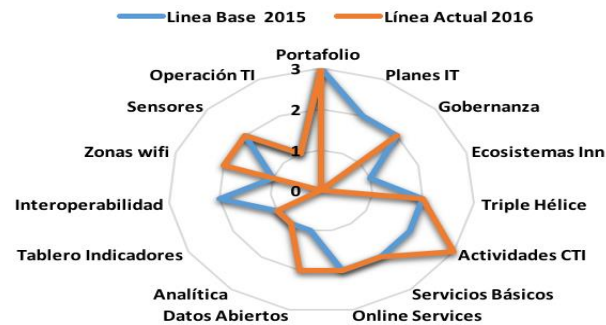 Linea Base 2015
Línea Actual 2016
Portafolio
Planes IT
Gobernanza
Ecosistemas Inn
Triple Hélice
Actividades CTI
Servicios Básicos
Online Services
Datos Abiertos
Analítica
Tablero Indicadores
Interoperabilidad
Zonas wifi
Sensores
Operación TI
3
2
1
0